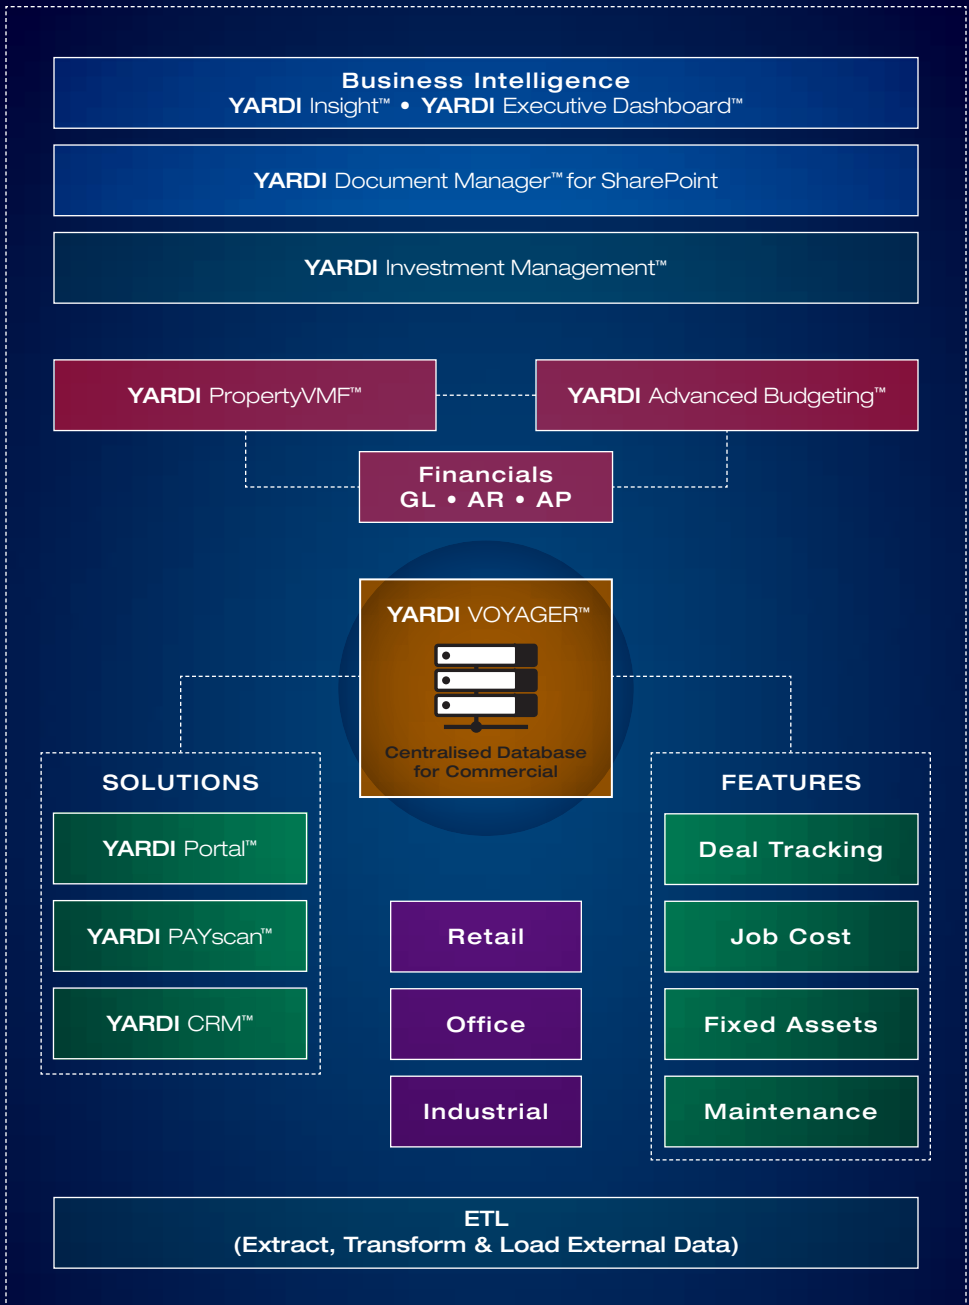 Business Intelligence
YARDI Insight™ • YARDI Executive Dashboard™
YARDI Document Manager™ for SharePoint
YARDI Investment Management™
YARDI PropertyVMF™
YARDI Advanced Budgeting™
Financials
GL • AR • AP
YARDI VOYAGER™
Centralised Database
for Commercial
SOLUTIONS
YARDI Portal™
YARDI PAYscan™
YARDI CRM™
Retail
Office
Industrial
FEATURES
Deal Tracking
Job Cost
Fixed Assets
Maintenance
ETL
(Extract, Transform & Load External Data)